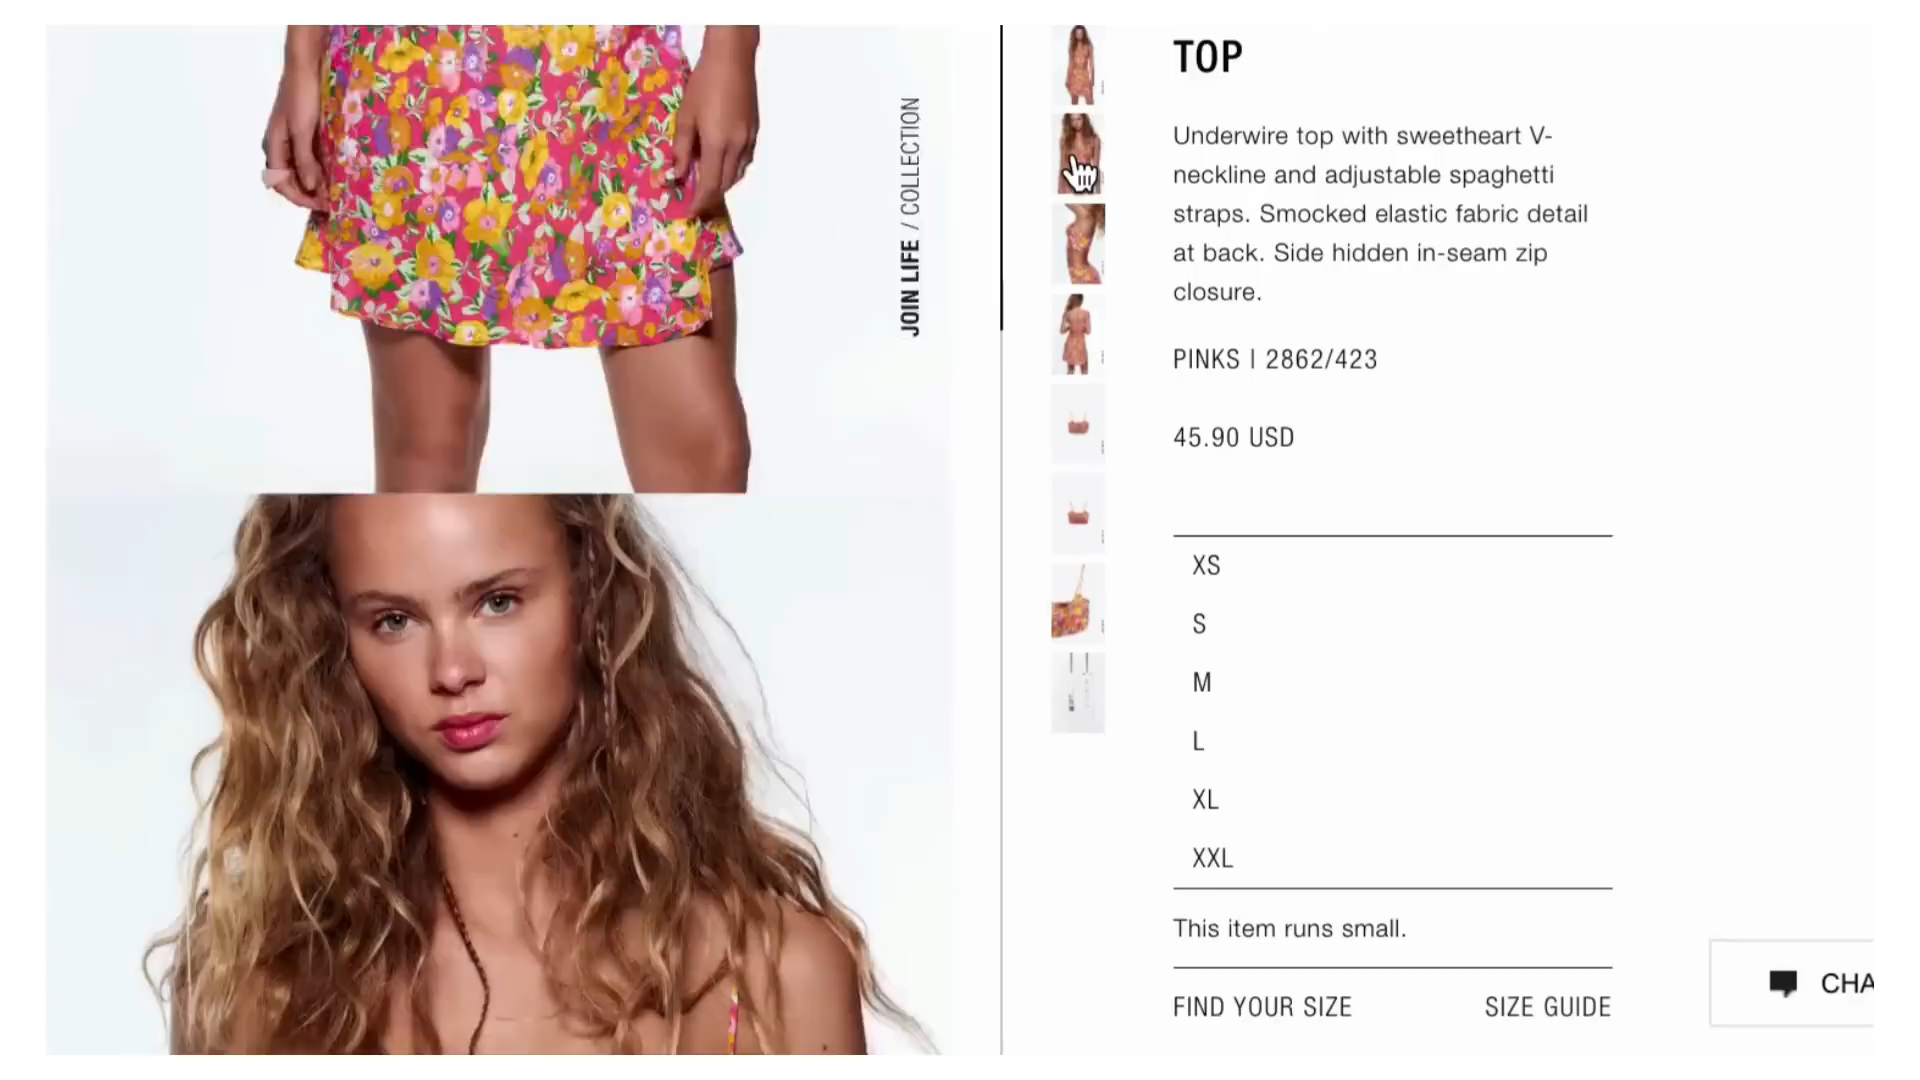 JOIN LIFE / COLLECTION
TOP
Underwire top with sweetheart V-
neckline and adjustable spaghetti
straps. Smocked elastic fabric detail
at back. Side hidden in-seam zip
closure.
PINKS | 2862/423
45.90 USD
XS
S
M
L
XL
XXL
This item runs small.
FIND YOUR SIZE
SIZE GUIDE
CHA